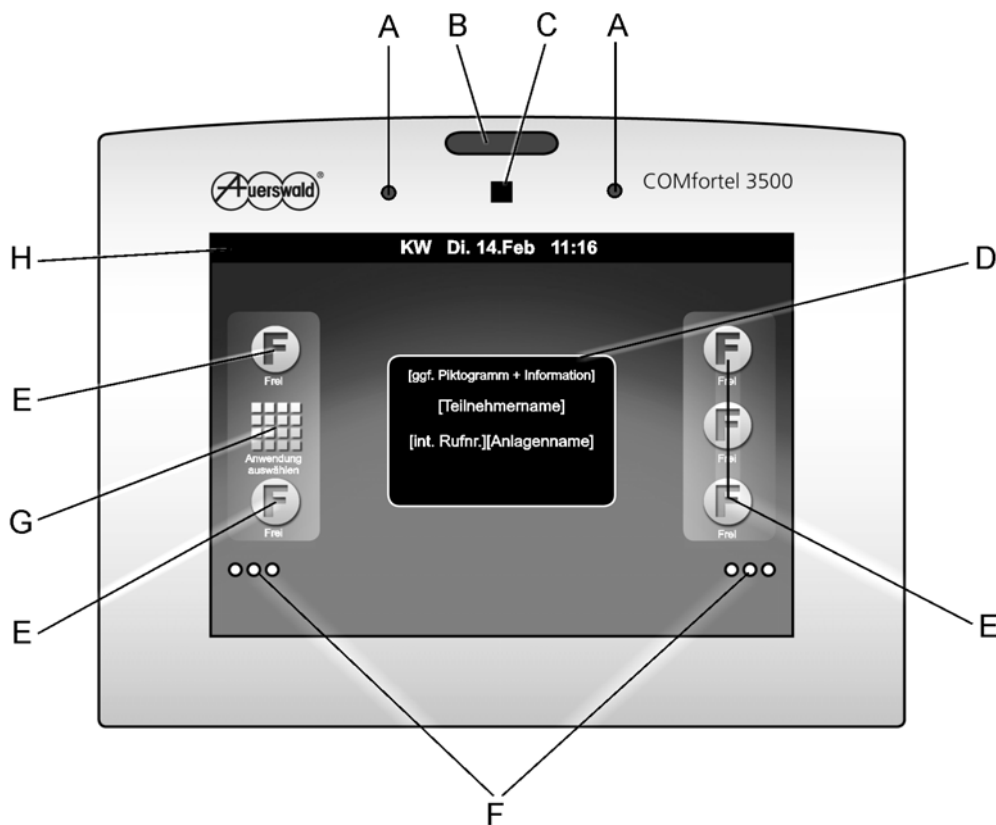 A B C A
Auerswald®
COMfortel 3500
H
KW Di. 14.Feb 11:16
D
F
Frei
E
G
Anwendung
auswählen
F
Frei
E
[ggf. Piktogramm + Information]
[Teilnehmername]
[int. Rufnr.][Anlagenname]
F
Frei
F
Frei
F
Frei
E
F